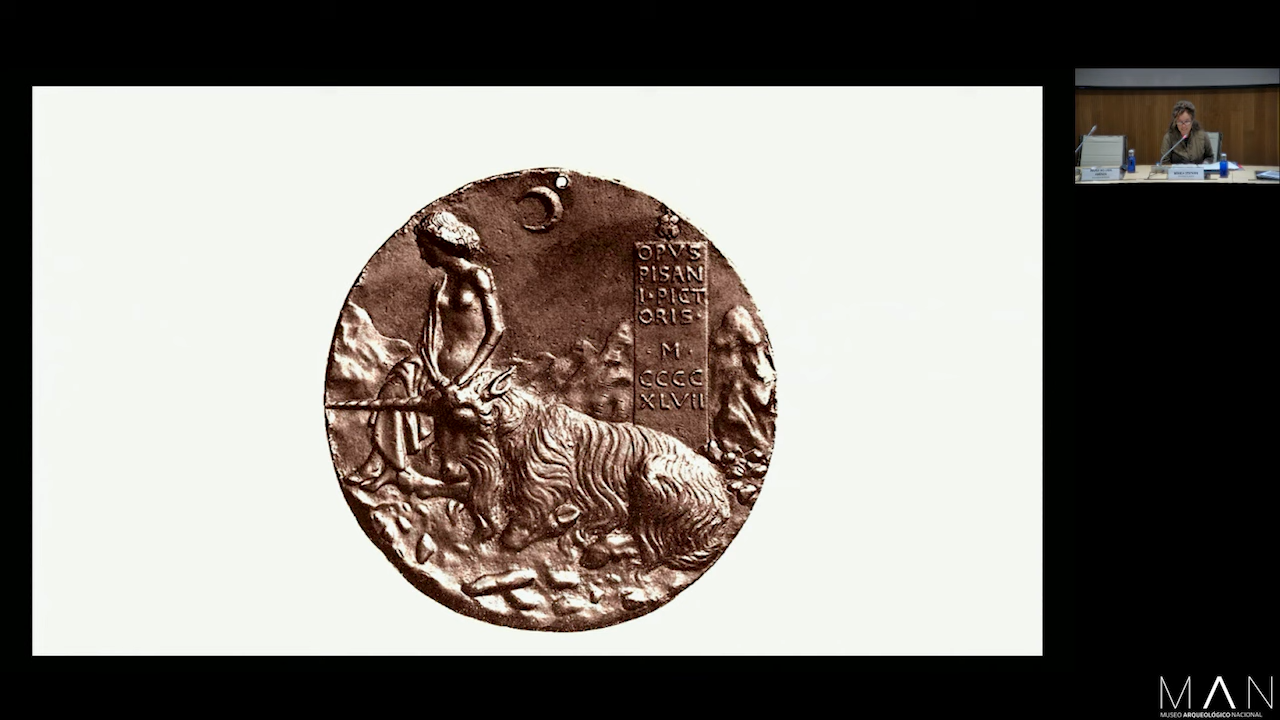 OPVS
PISAN
I·PICT
ORIS·
·M·
CCCC
XLVII
MAN
MUSEO ARQUEOLÓGICO NACIONAL